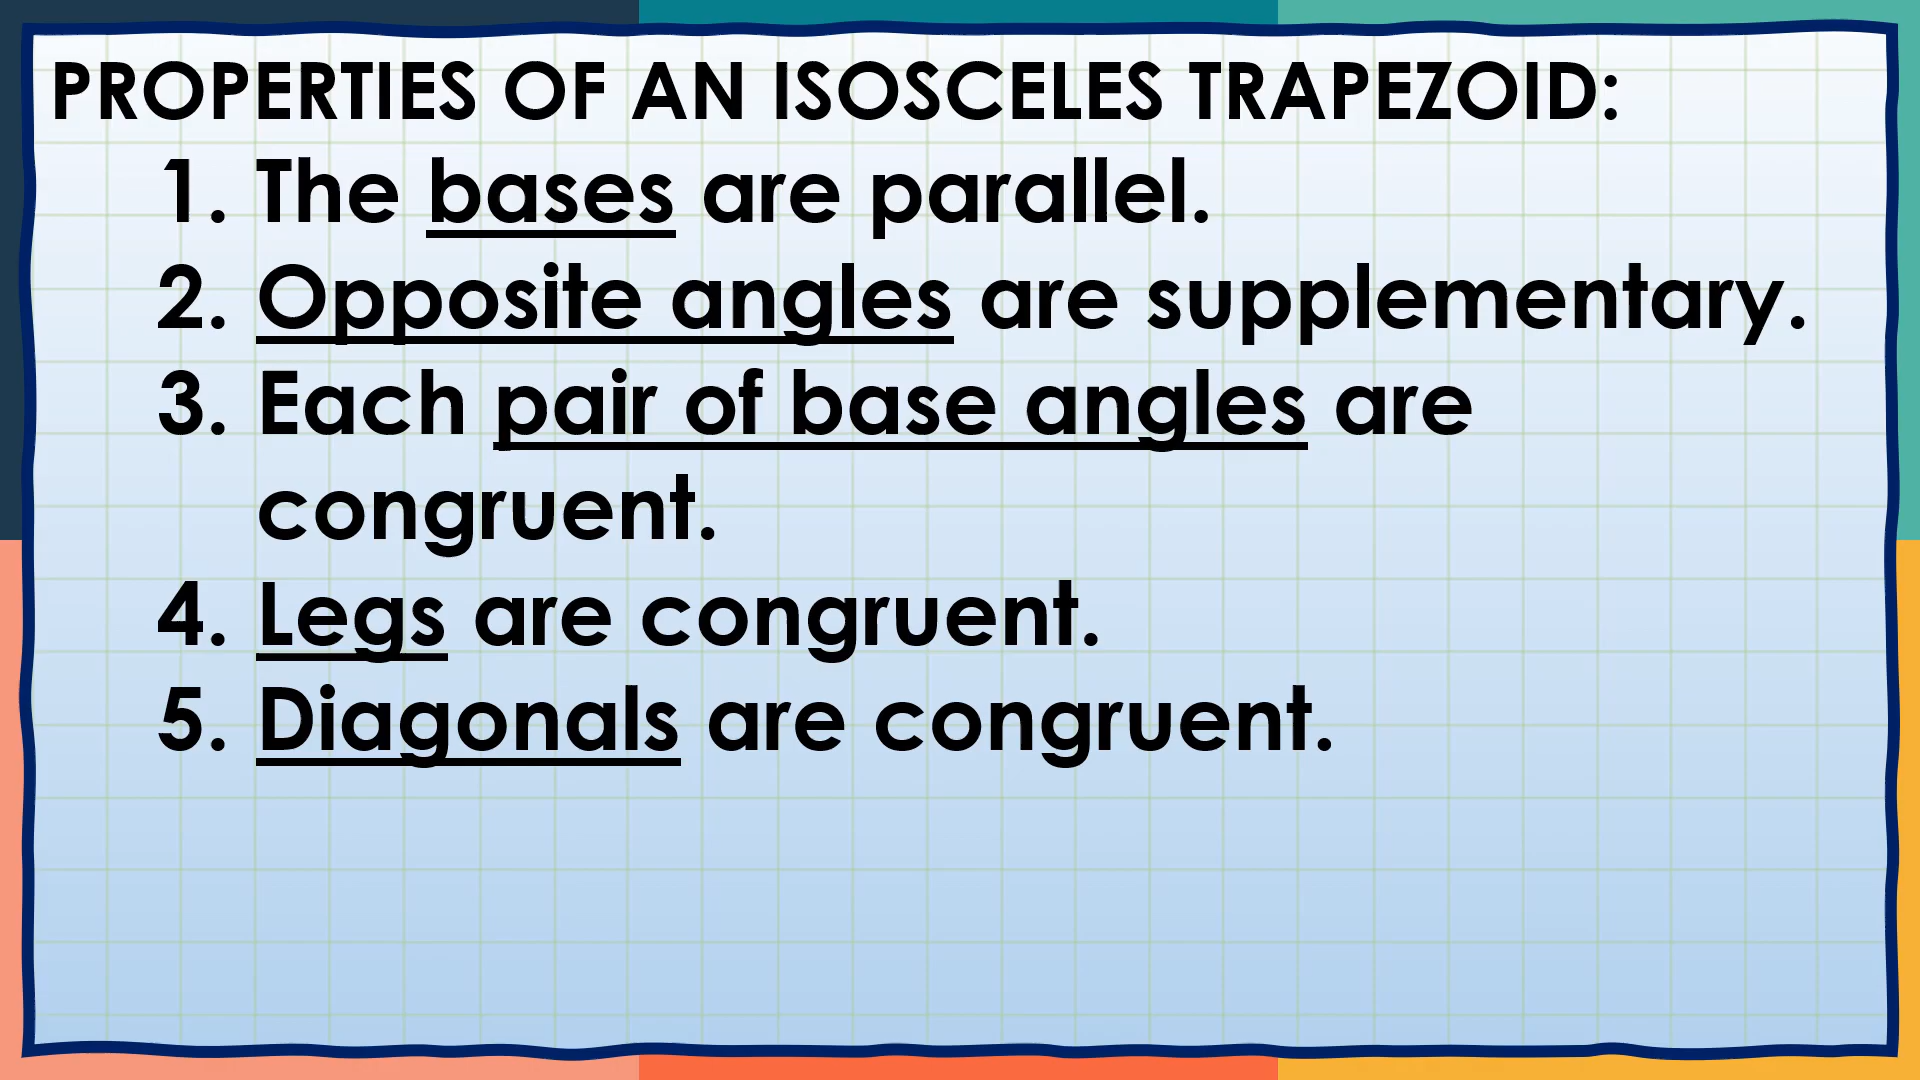 PROPERTIES OF AN ISOSCELES TRAPEZOID:
1. The bases are parallel.
2. Opposite angles are supplementary.
3. Each pair of base angles are
congruent.
4. Legs are congruent.
5. Diagonals are congruent.